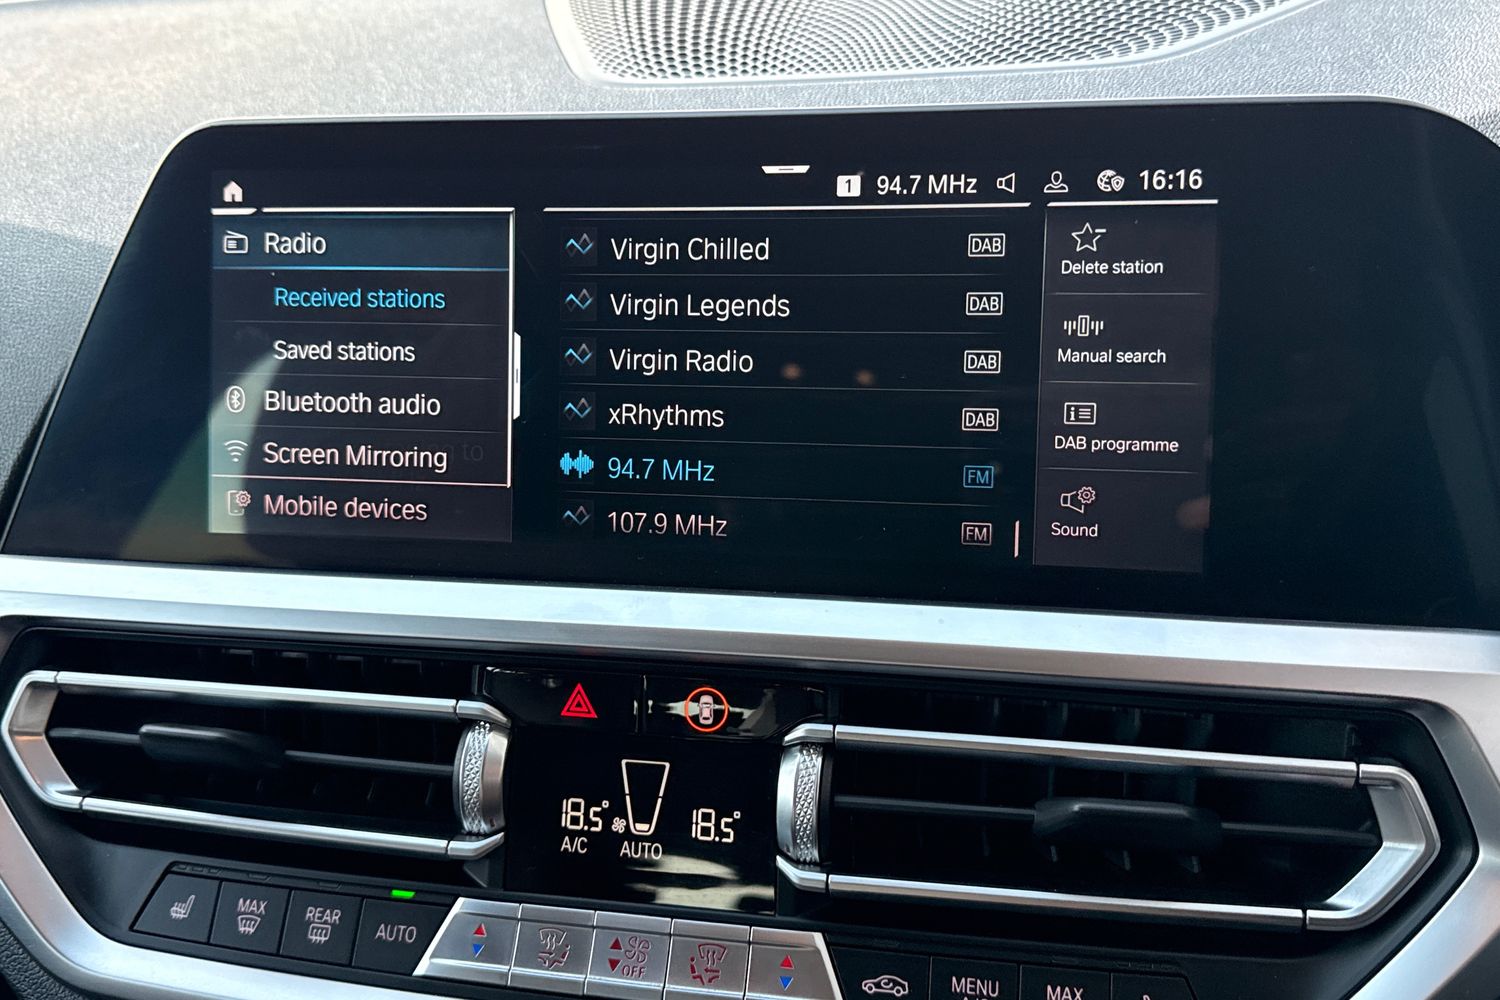 1 94.7 MHz 16:16
Radio
Received stations
Saved stations
Bluetooth audio
Screen Mirroring
Mobile devices
Virgin Chilled DAB
Virgin Legends DAB
Virgin Radio DAB
xRhythms DAB
94.7 MHz FM
107.9 MHz FM
Delete station
Manual search
DAB programme
Sound
18.5° 18.5°
A/C AUTO
MAX
REAR
AUTO
OFF
MENU
MAX